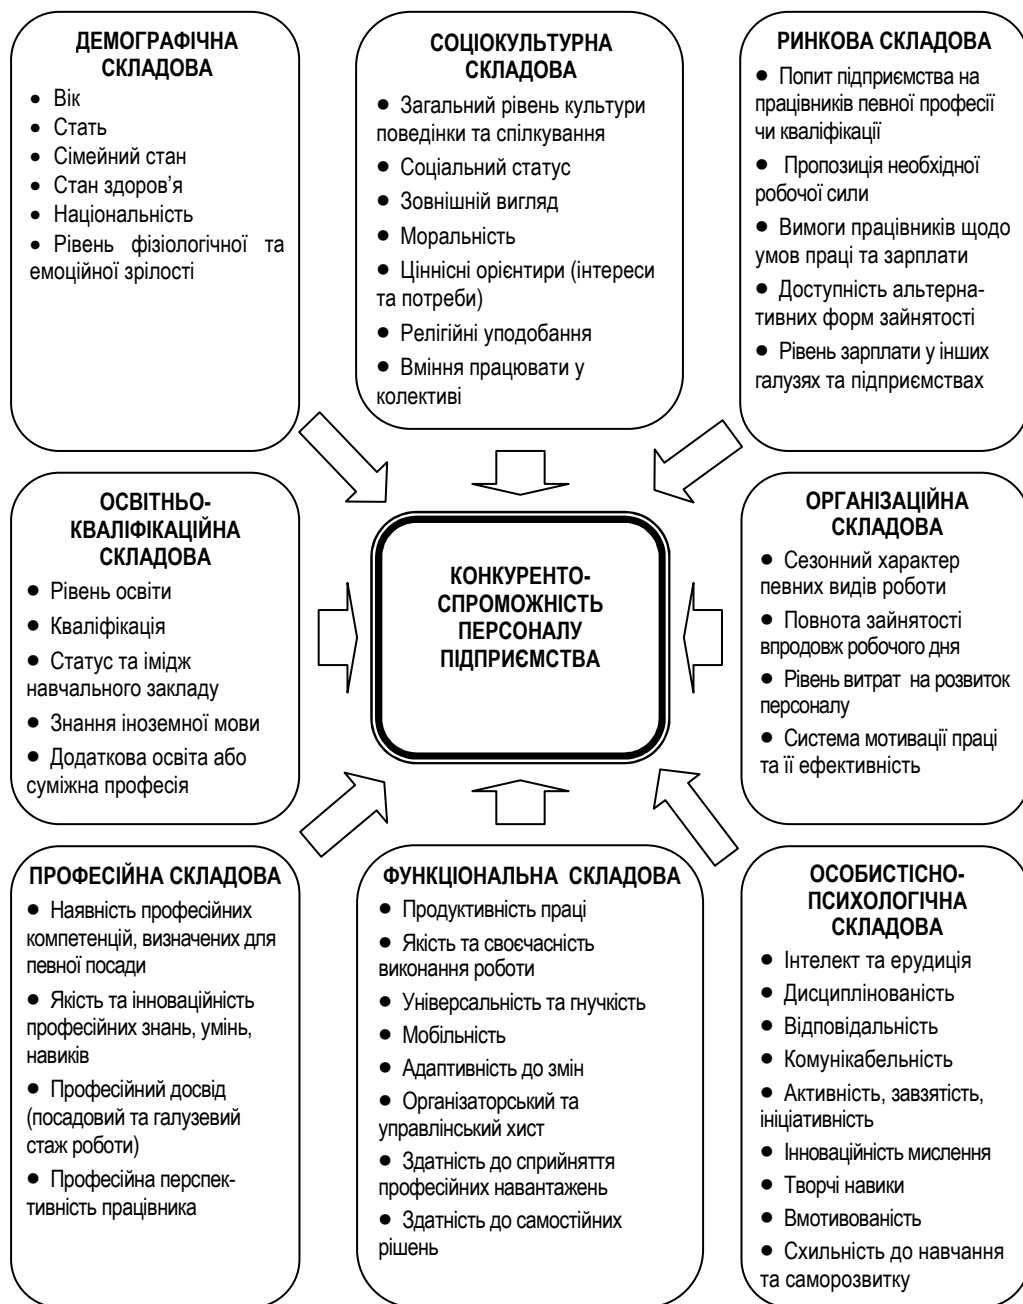 ДЕМОГРАФІЧНА
СКЛАДОВА
• Вік
• Стать
• Сімейний стан
• Стан здоров’я
• Національність
• Рівень фізіологічної та
емоційної зрілості
СОЦІОКУЛЬТУРНА
СКЛАДОВА
• Загальний рівень культури
поведінки та спілкування
• Соціальний статус
• Зовнішній вигляд
• Моральність
• Ціннісні орієнтири (інтереси
та потреби)
• Релігійні уподобання
• Вміння працювати у
колективі
РИНКОВА СКЛАДОВА
• Попит підприємства на
працівників певної професії
чи кваліфікації
• Пропозиція необхідної
робочої сили
• Вимоги працівників щодо
умов праці та зарплати
• Доступність альтерна-
тивних форм зайнятості
• Рівень зарплати у інших
галузях та підприємствах
ОСВІТНЬО-
КВАЛІФІКАЦІЙНА
СКЛАДОВА
• Рівень освіти
• Кваліфікація
• Статус та імідж
навчального закладу
• Знання іноземної мови
• Додаткова освіта або
суміжна професія
КОНКУРЕНТО-
СПРОМОЖНІСТЬ
ПЕРСОНАЛУ
ПІДПРИЄМСТВА
ОРГАНІЗАЦІЙНА
СКЛАДОВА
• Сезонний характер
певних видів роботи
• Повнота зайнятості
впродовж робочого дня
• Рівень витрат на розвиток
персоналу
• Система мотивації праці
та її ефективність
ПРОФЕСІЙНА СКЛАДОВА
• Наявність професійних
компетенцій, визначених для
певної посади
• Якість та інноваційність
професійних знань, умінь,
навиків
• Професійний досвід
(посадовий та галузевий
стаж роботи)
• Професійна перспек-
тивність працівника
ФУНКЦІОНАЛЬНА СКЛАДОВА
• Продуктивність праці
• Якість та своєчасність
виконання роботи
• Універсальність та гнучкість
• Мобільність
• Адаптивність до змін
• Організаторський та
управлінський хист
• Здатність до сприйняття
професійних навантажень
• Здатність до самостійних
рішень
ОСОБИСТІСНО-
ПСИХОЛОГІЧНА
СКЛАДОВА
• Інтелект та ерудиція
• Дисциплінованість
• Відповідальність
• Комунікабельність
• Активність, завзятість,
ініціативність
• Інноваційність мислення
• Творчі навики
• Вмотивованість
• Схильність до навчання
та саморозвитку